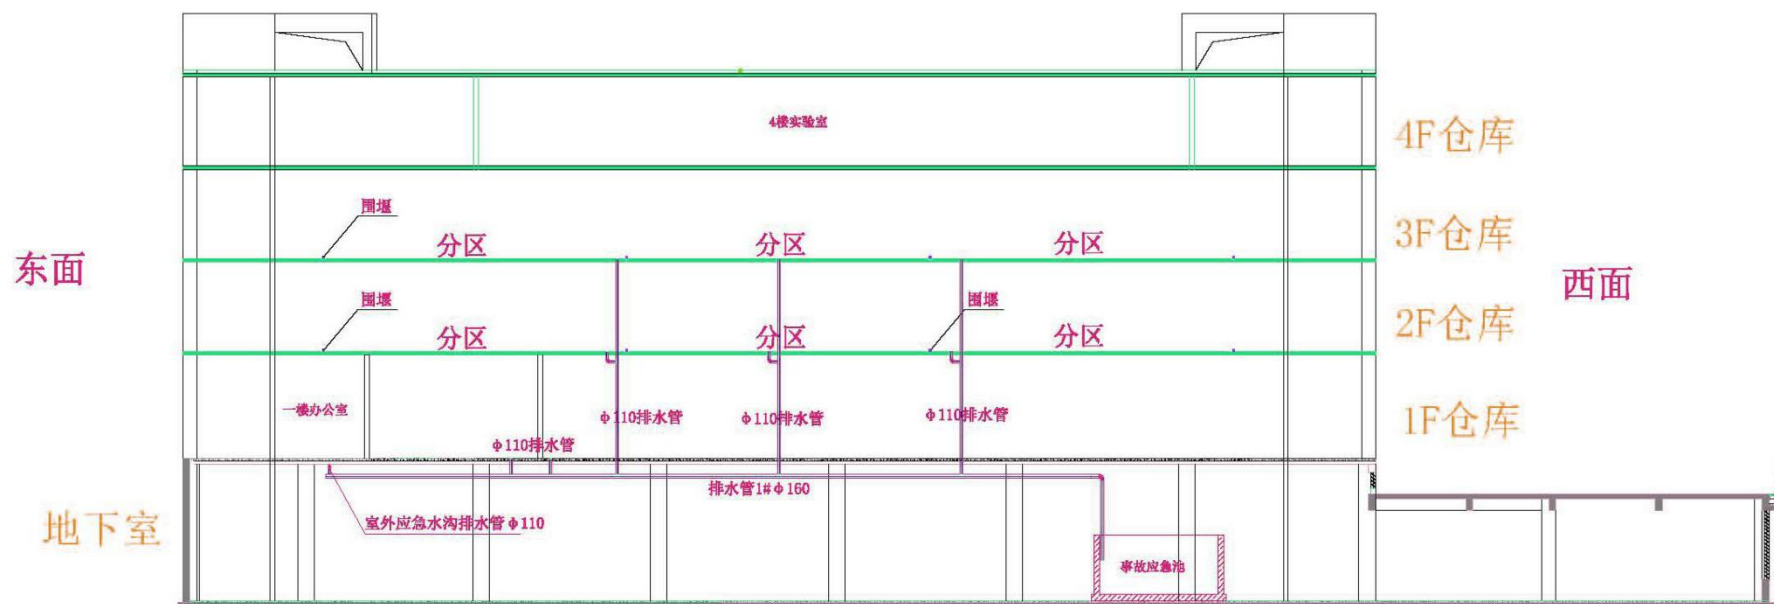 4楼实验室
4F仓库
围堰
分区
分区
分区
3F仓库
东面
西面
围堰
围堰
分区
分区
分区
2F仓库
一楼办公室
φ110排水管
φ110排水管
φ110排水管
1F仓库
φ110排水管
排水管1#φ160
地下室
室外应急水沟排水管φ110
事故应急池